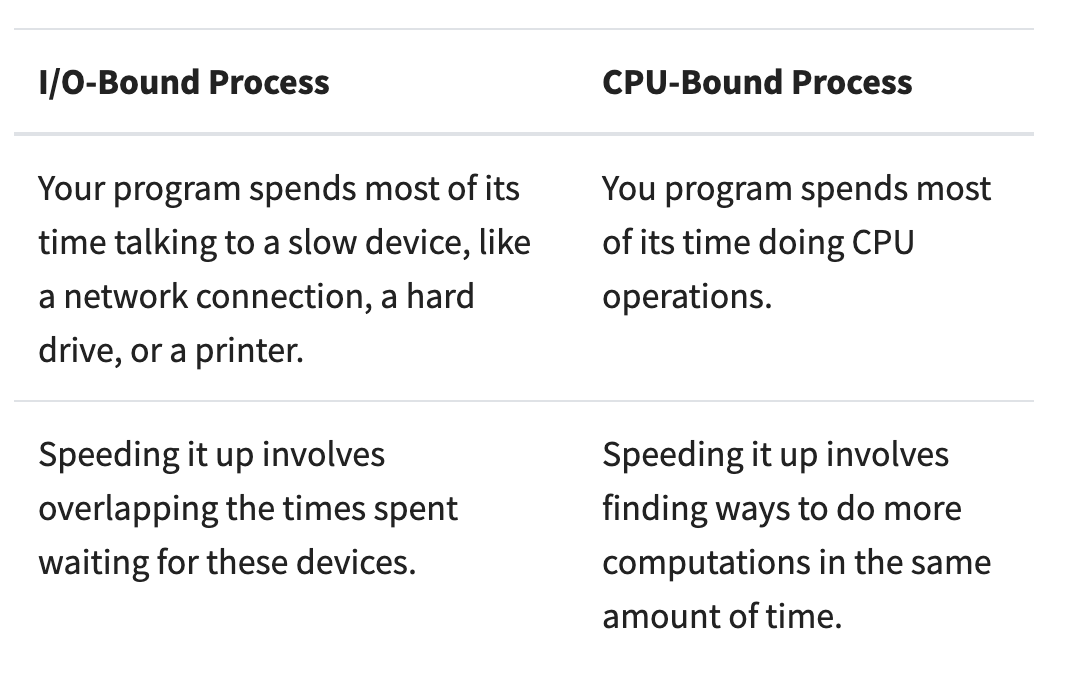 I/O-Bound Process
CPU-Bound Process
Your program spends most of its
time talking to a slow device, like
a network connection, a hard
drive, or a printer.
You program spends most
of its time doing CPU
operations.
Speeding it up involves
overlapping the times spent
waiting for these devices.
Speeding it up involves
finding ways to do more
computations in the same
amount of time.